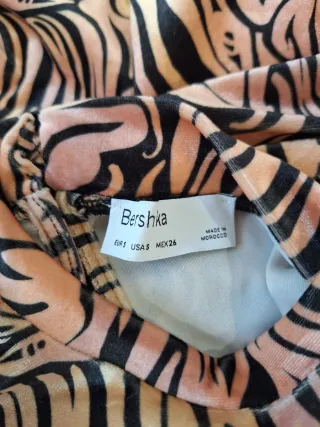 Bershka
EUR S USA S MEX 26
MADE IN
MOROCCO